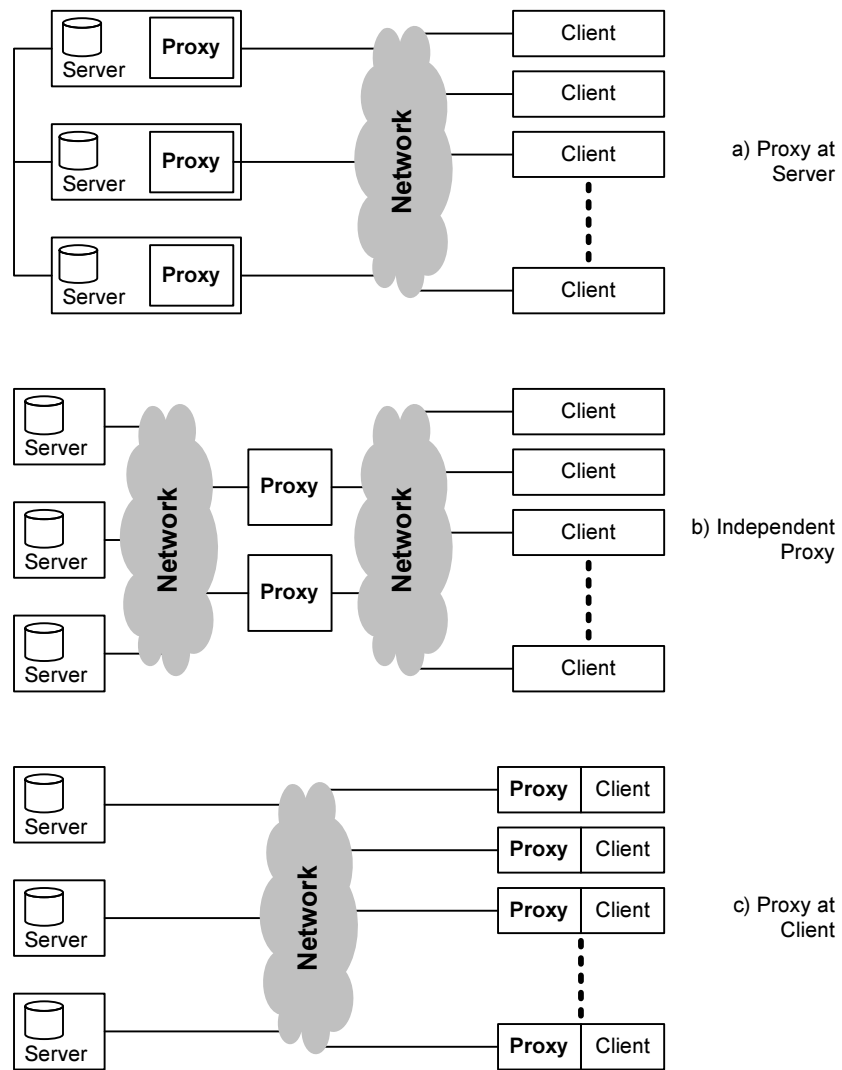 Server
Proxy
Client
Client
Server
Proxy
Network
Client
a) Proxy at
Server
Server
Proxy
Client
Server
Network
Proxy
Network
Client
Client
Server
Client
b) Independent
Proxy
Proxy
Server
Client
Server
Proxy Client
Proxy Client
Server
Network
Proxy Client
c) Proxy at
Client
Server
Proxy Client